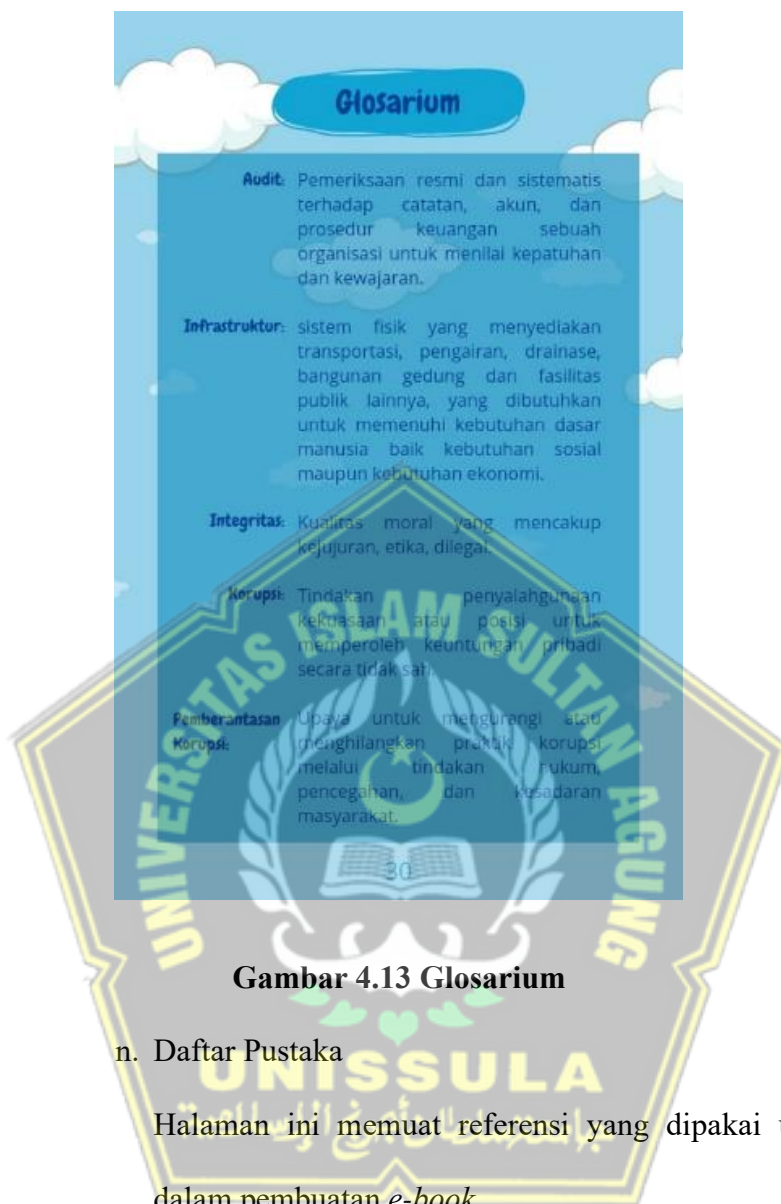 Glosarium
Audit: Pemeriksaan resmi dan sistematis
terhadap catatan, akun, dan
prosedur keuangan sebuah
organisasi untuk menilai kepatuhan
dan kewajaran.
Infrastruktur: sistem fisik yang menyediakan
transportasi, pengairan, drainase,
bangunan gedung dan fasilitas
publik lainnya, yang dibutuhkan
untuk memenuhi kebutuhan dasar
manusia baik kebutuhan sosial
maupun kebutuhan ekonomi.
Integritas: Kualitas moral yang mencakup
kejujuran, etika, dilegal.
Korupsi: Tindakan penyalahgunaan
kekuasaan atau posisi untuk
memperoleh keuntungan pribadi
secara tidak sah.
Pemberantasan Korupsi: Upaya untuk mengurangi atau
menghilangkan praktik korupsi
melalui tindakan hukum,
pencegahan, dan kesadaran
masyarakat.
30
UNIVERSITAS ISLAM SULTAN AGUNG
Gambar 4.13 Glosarium
n. Daftar Pustaka
UNISSULA
Halaman ini memuat referensi yang dipakai
dalam pembuatan e-book